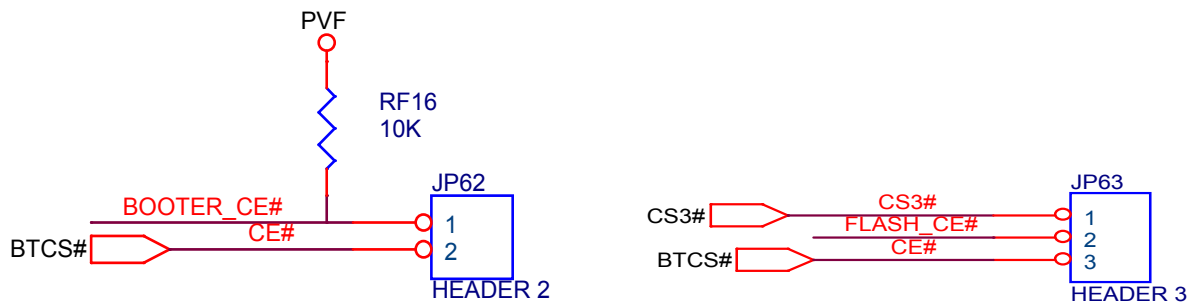 PVF
RF16
10K
JP62
BOOTER_CE#
1
BTCS#
CE#
2
HEADER 2
JP63
CS3#
CS3#
1
FLASH_CE#
2
BTCS#
CE#
3
HEADER 3